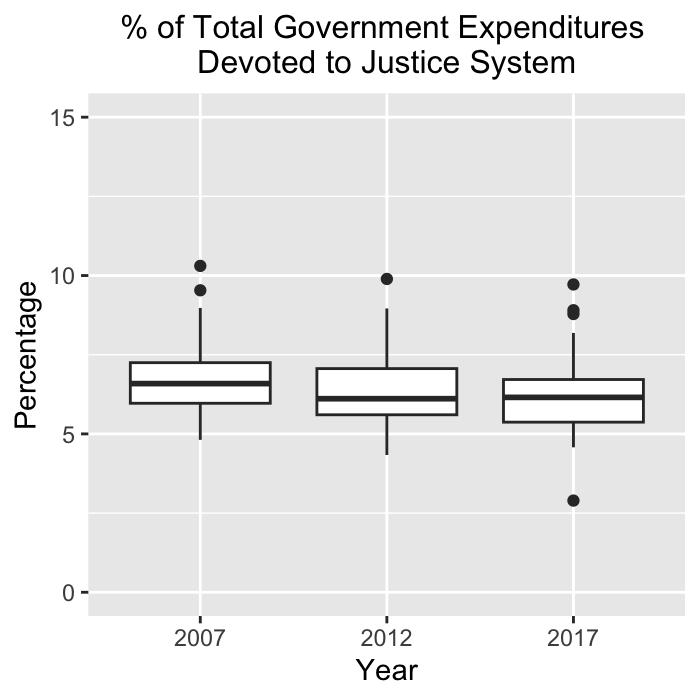 % of Total Government Expenditures
Devoted to Justice System
15
10
5
0
Percentage
2007 2012 2017
Year